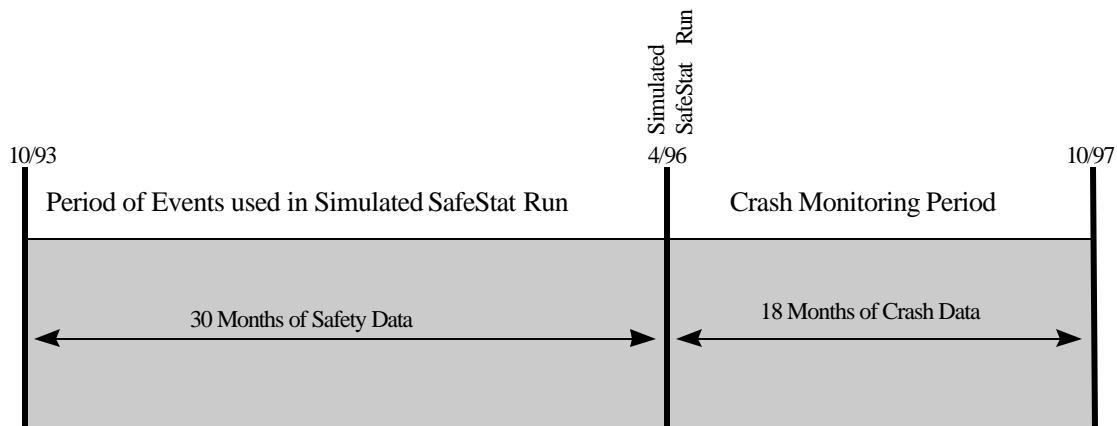 Simulated
SafeStat Run
10/93
4/96
10/97
Period of Events used in Simulated SafeStat Run
Crash Monitoring Period
30 Months of Safety Data
18 Months of Crash Data